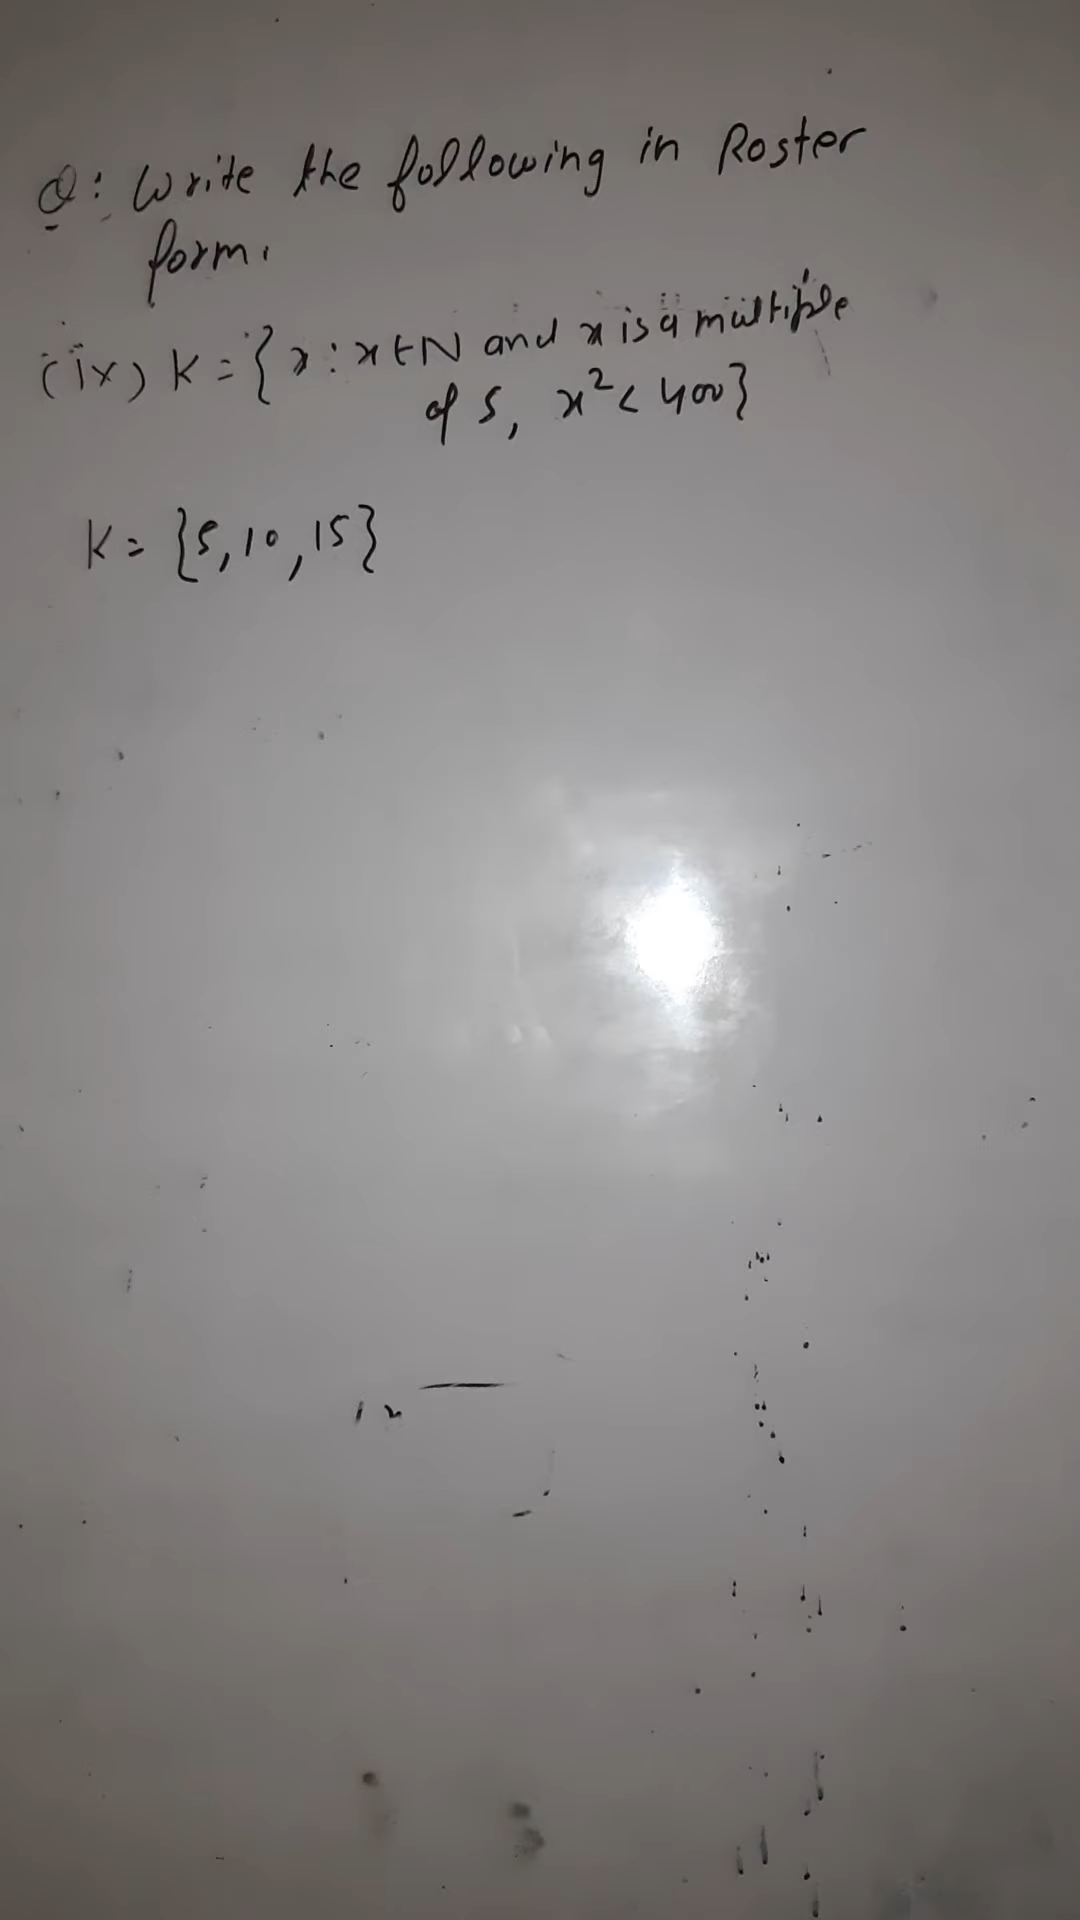 Q: Write the following in Roster
form.
(ix) K = {x : x ∈ N and x is a multiple
of 5, x² < 400}
K = {5, 10, 15}